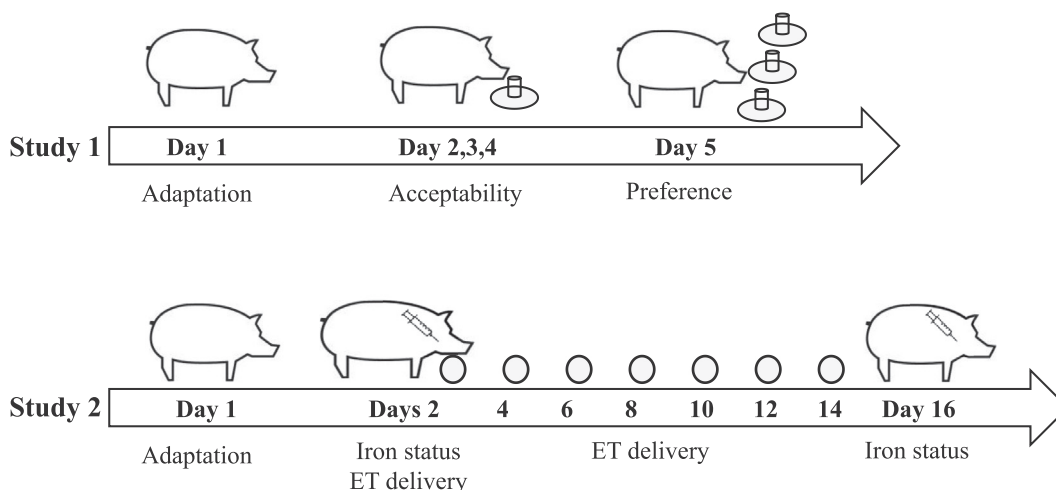 Study 1
Day 1
Day 2,3,4
Day 5
Adaptation
Acceptability
Preference
Study 2
Day 1
Days 2
4
6
8
10
12
14
Day 16
Adaptation
Iron status
ET delivery
ET delivery
Iron status